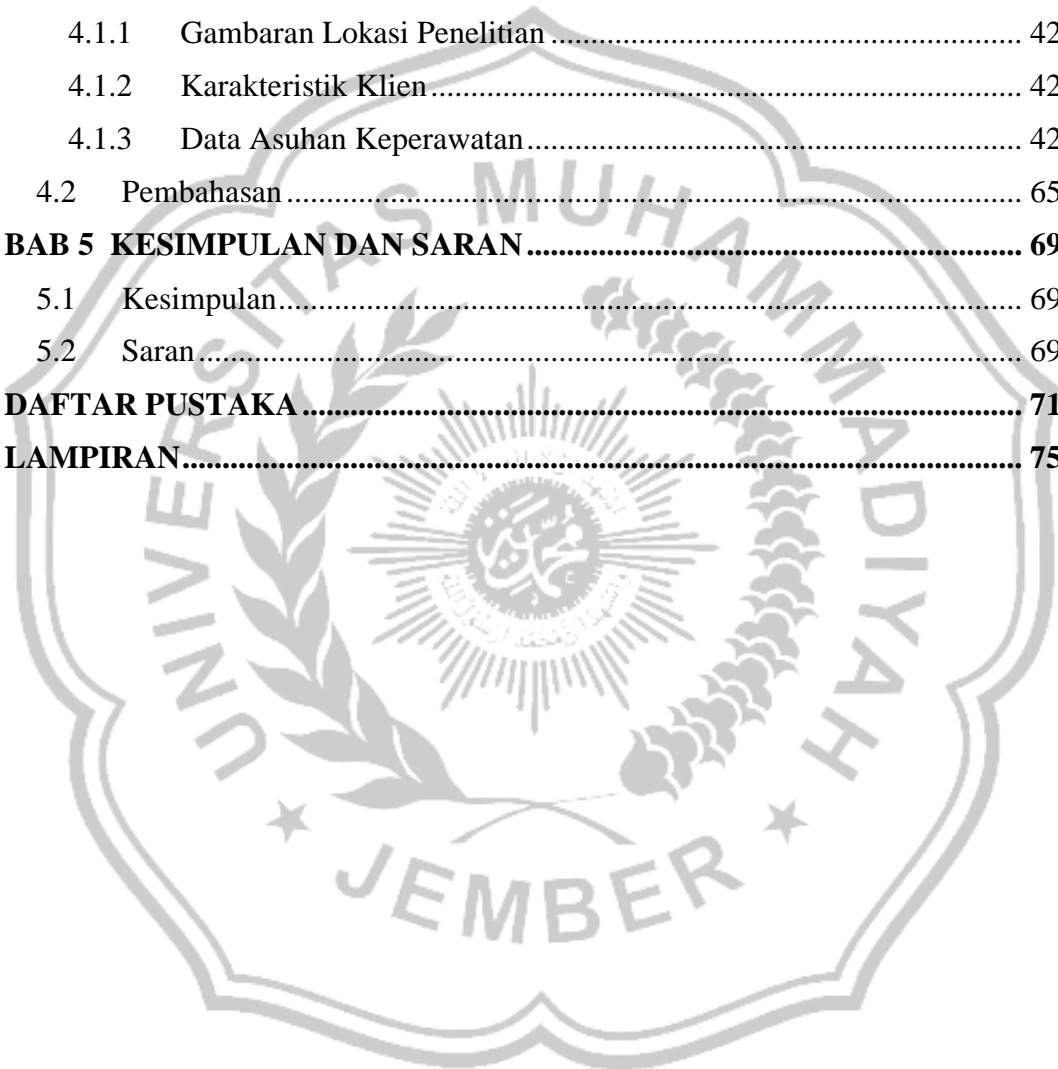 4.1.1 Gambaran Lokasi Penelitian ........................................................................ 42
4.1.2 Karakteristik Klien ........................................................................ 42
4.1.3 Data Asuhan Keperawatan ........................................................................ 42
4.2 Pembahasan ........................................................................ 65
BAB 5 KESIMPULAN DAN SARAN ........................................................................ 69
5.1 Kesimpulan ........................................................................ 69
5.2 Saran ........................................................................ 69
DAFTAR PUSTAKA ........................................................................ 71
LAMPIRAN ........................................................................ 75
UNIVERSITAS MUHAMMADIYAH
JEMBER